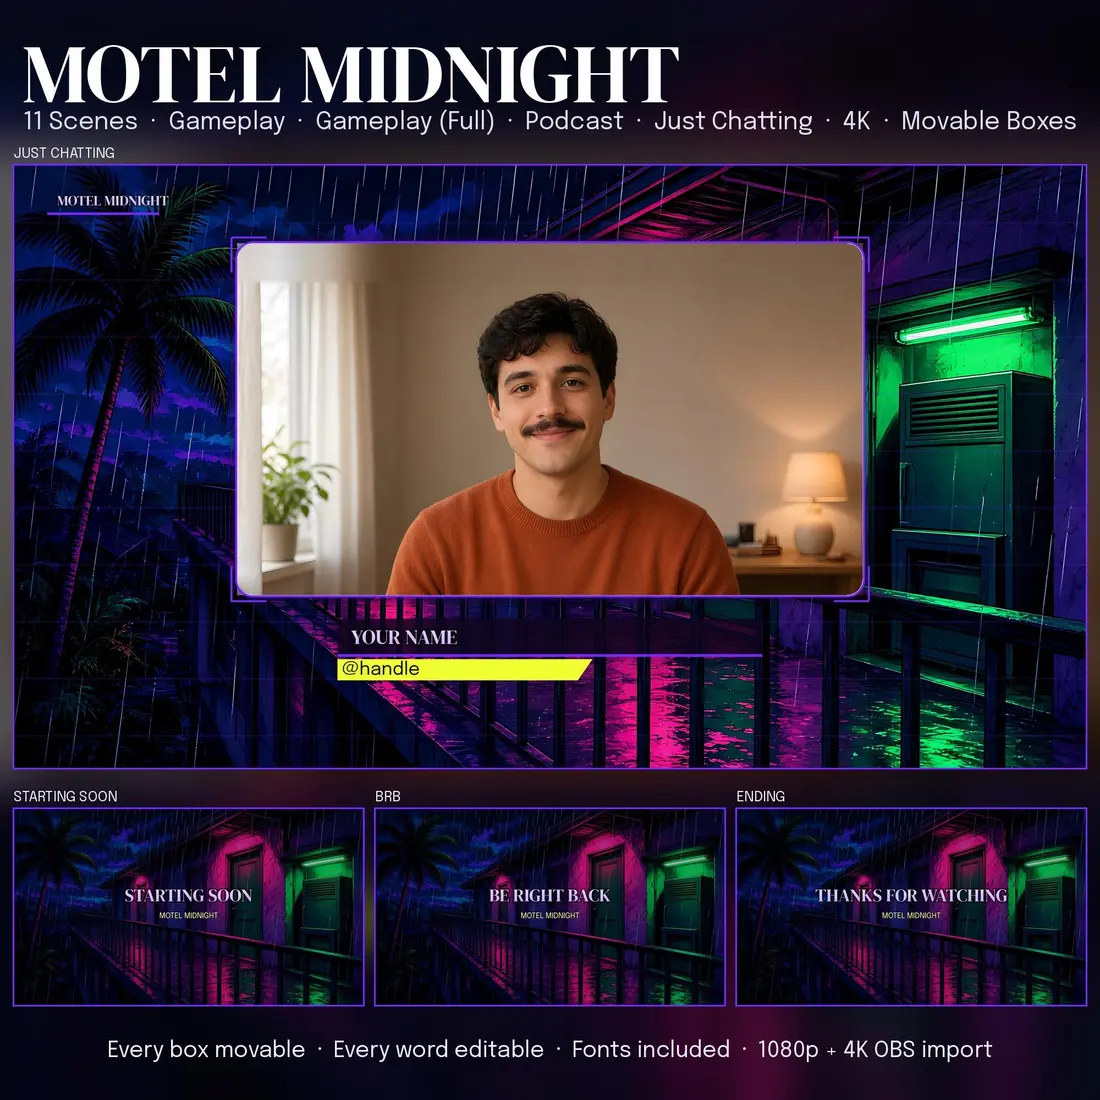 MOTEL MIDNIGHT
11 Scenes · Gameplay · Gameplay (Full) · Podcast · Just Chatting · 4K · Movable Boxes
JUST CHATTING
MOTEL MIDNIGHT
YOUR NAME
@handle
STARTING SOON
BRB
ENDING
STARTING SOON
MOTEL MIDNIGHT
BE RIGHT BACK
MOTEL MIDNIGHT
THANKS FOR WATCHING
MOTEL MIDNIGHT
Every box movable · Every word editable · Fonts included · 1080p + 4K OBS import